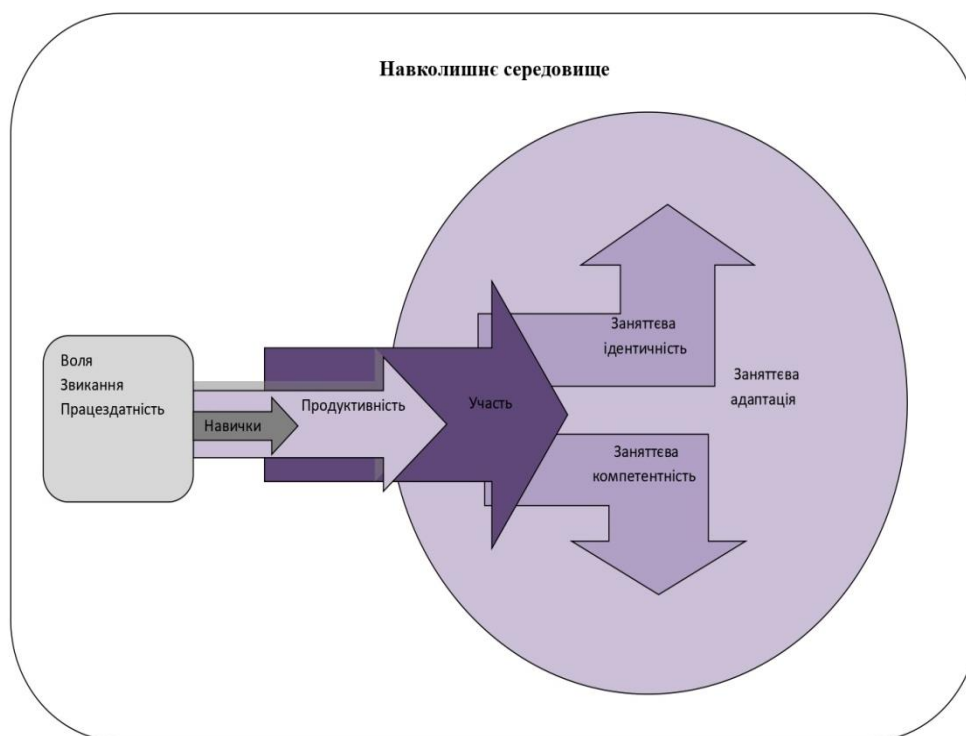 Навколишнє середовище
Воля
Звикання
Працездатність
Навички
Продуктивність
Участь
Заняттєва
ідентичність
Заняттєва
адаптація
Заняттєва
компетентність